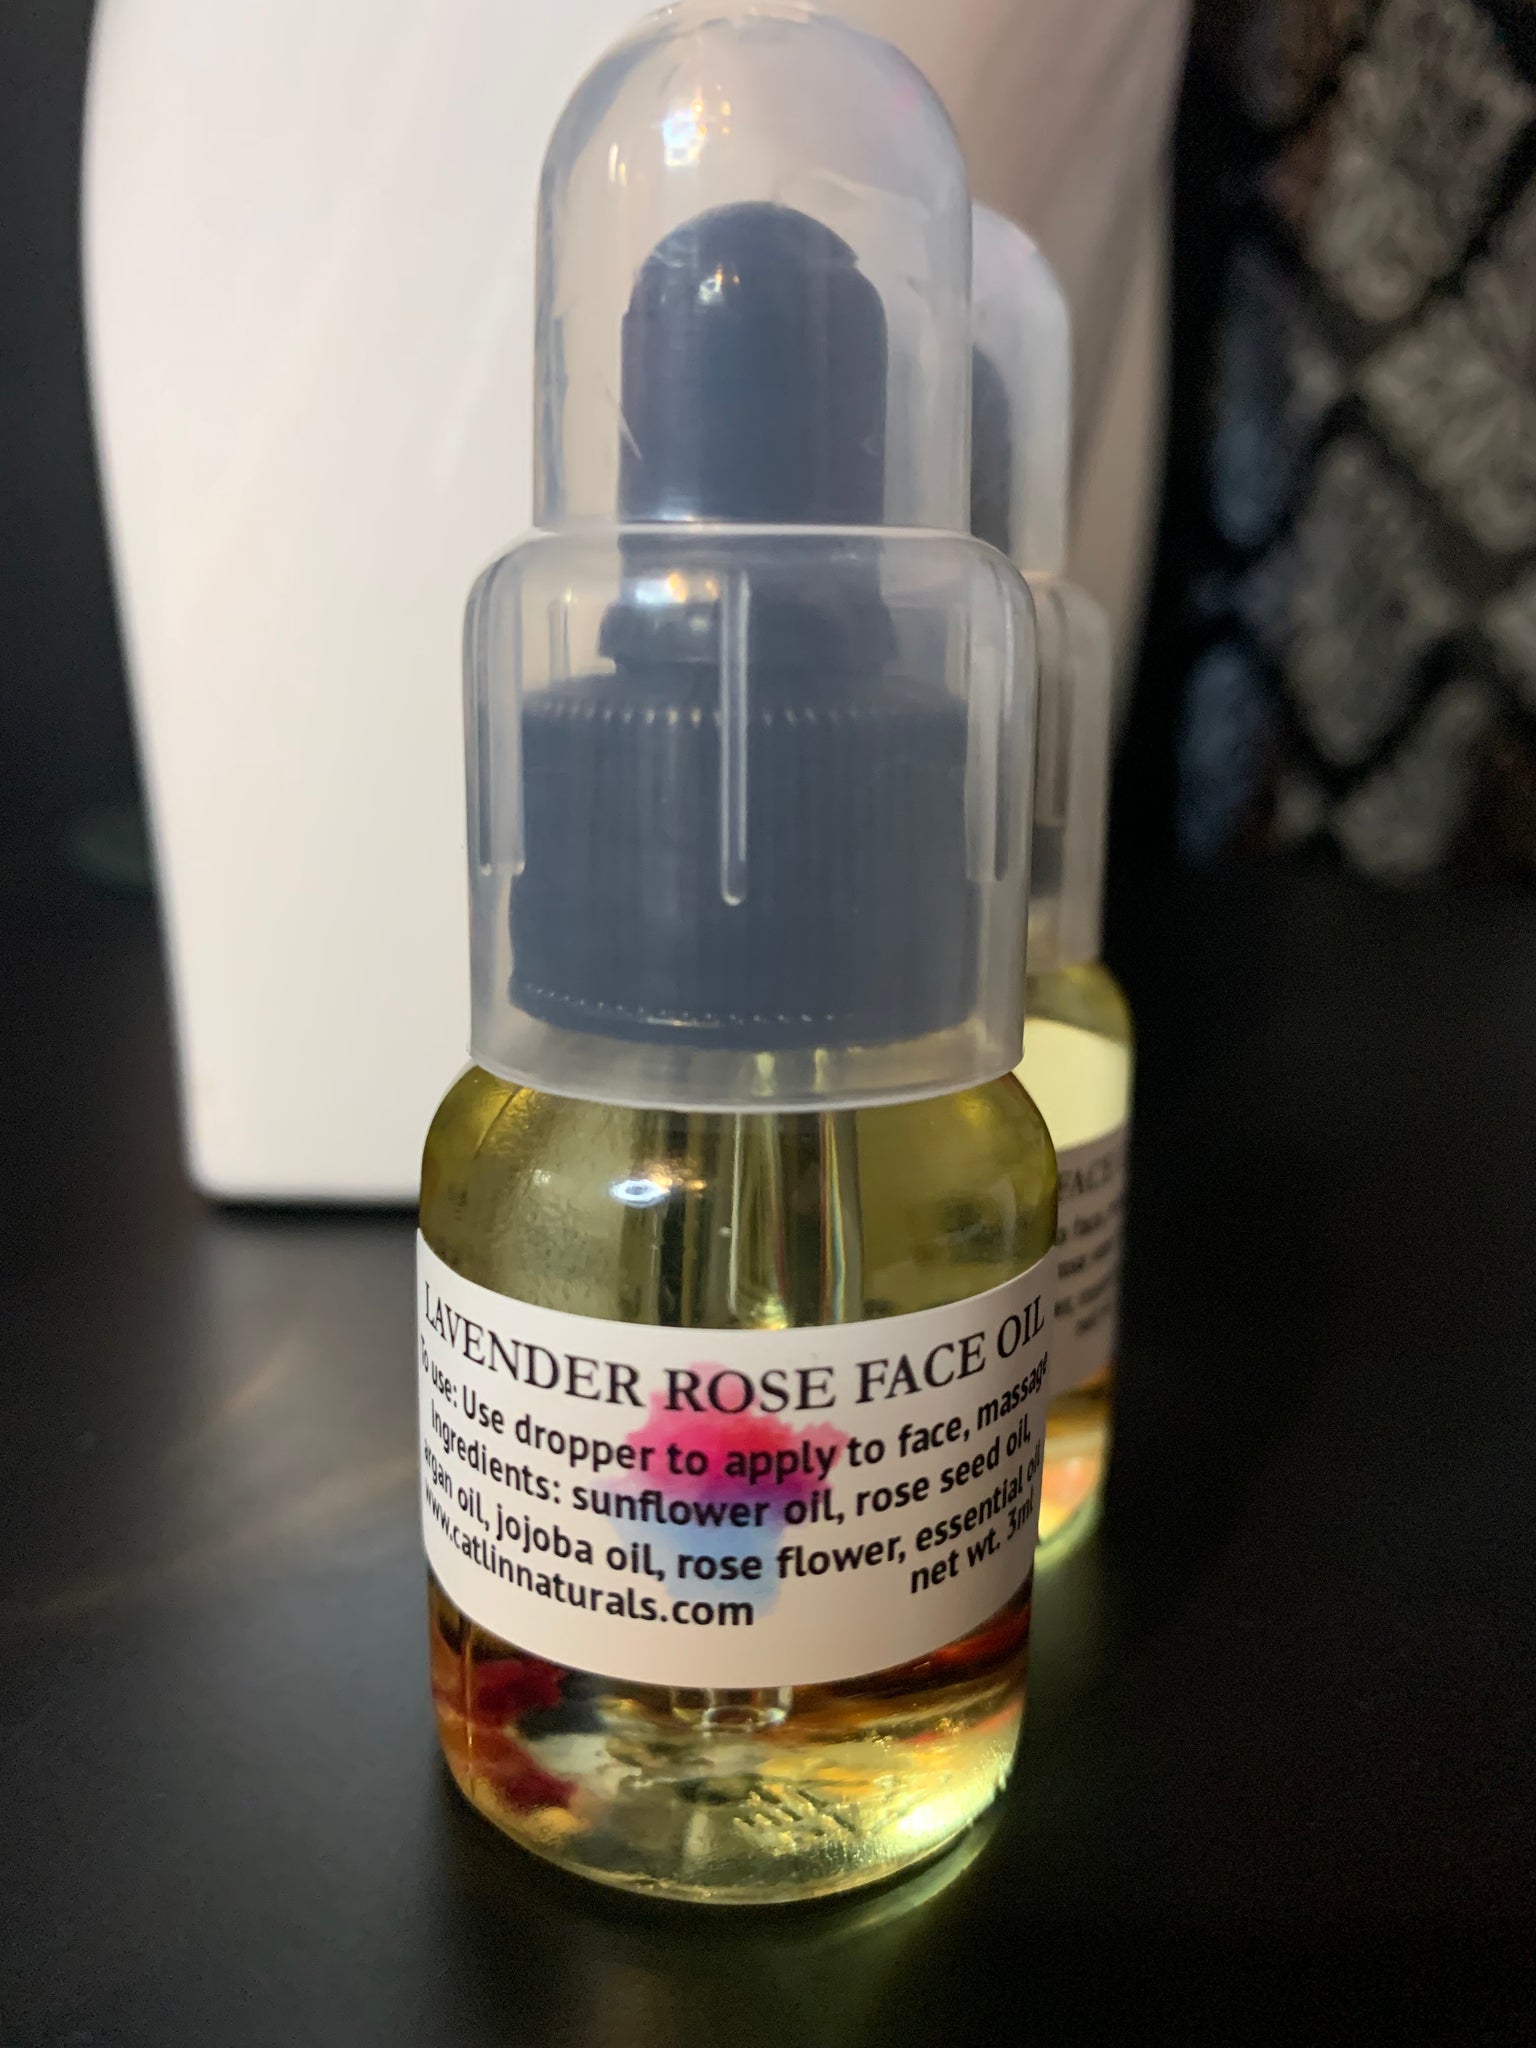 LAVENDER ROSE FACE OIL
To use: Use dropper to apply to face, massage
Ingredients: sunflower oil, rose seed oil,
argan oil, jojoba oil, rose flower, essential oil
www.catlinnaturals.com
net wt. 3ml
FACE